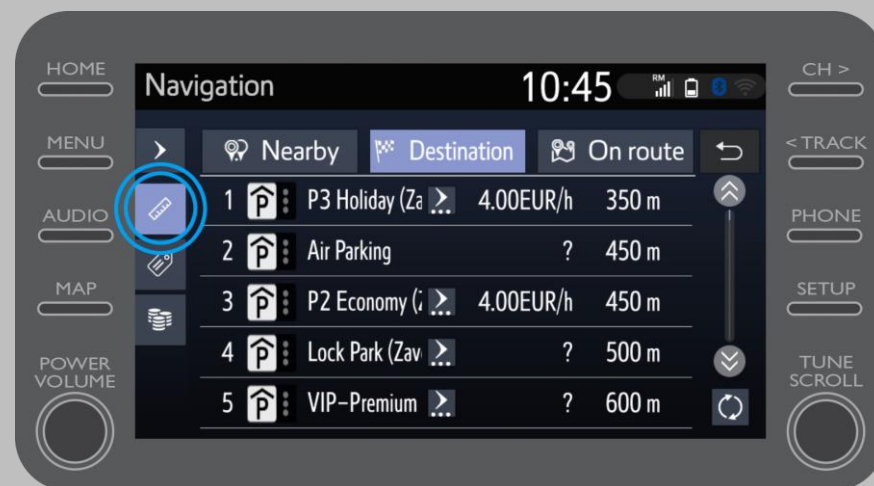 HOME
MENU
AUDIO
MAP
POWER
VOLUME
Navigation 10:45 RM
Nearby Destination On route
1 P P3 Holiday (Za 4.00EUR/h 350 m
2 P Air Parking ? 450 m
3 P P2 Economy ( 4.00EUR/h 450 m
4 P Lock Park (Zav ? 500 m
5 P VIP-Premium ? 600 m
CH >
< TRACK
PHONE
SETUP
TUNE
SCROLL